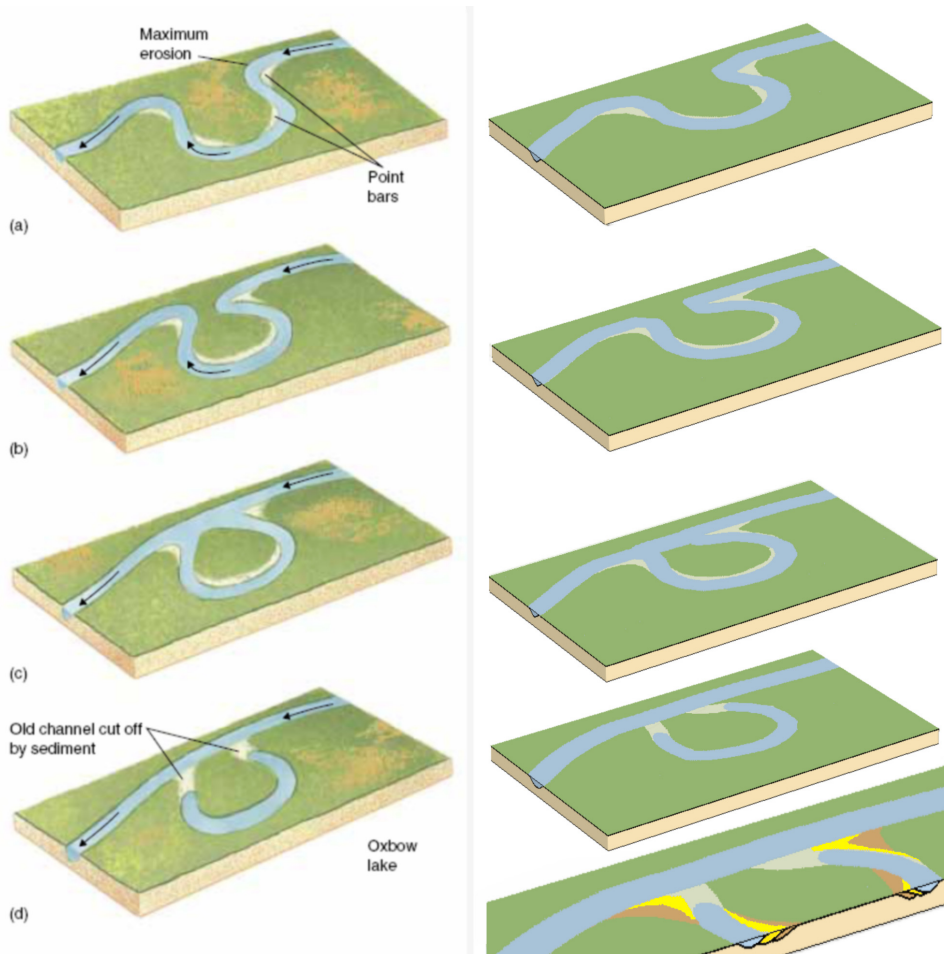 Maximum
erosion
Point
bars
(a)
(b)
(c)
Old channel cut off
by sediment
Oxbow
lake
(d)